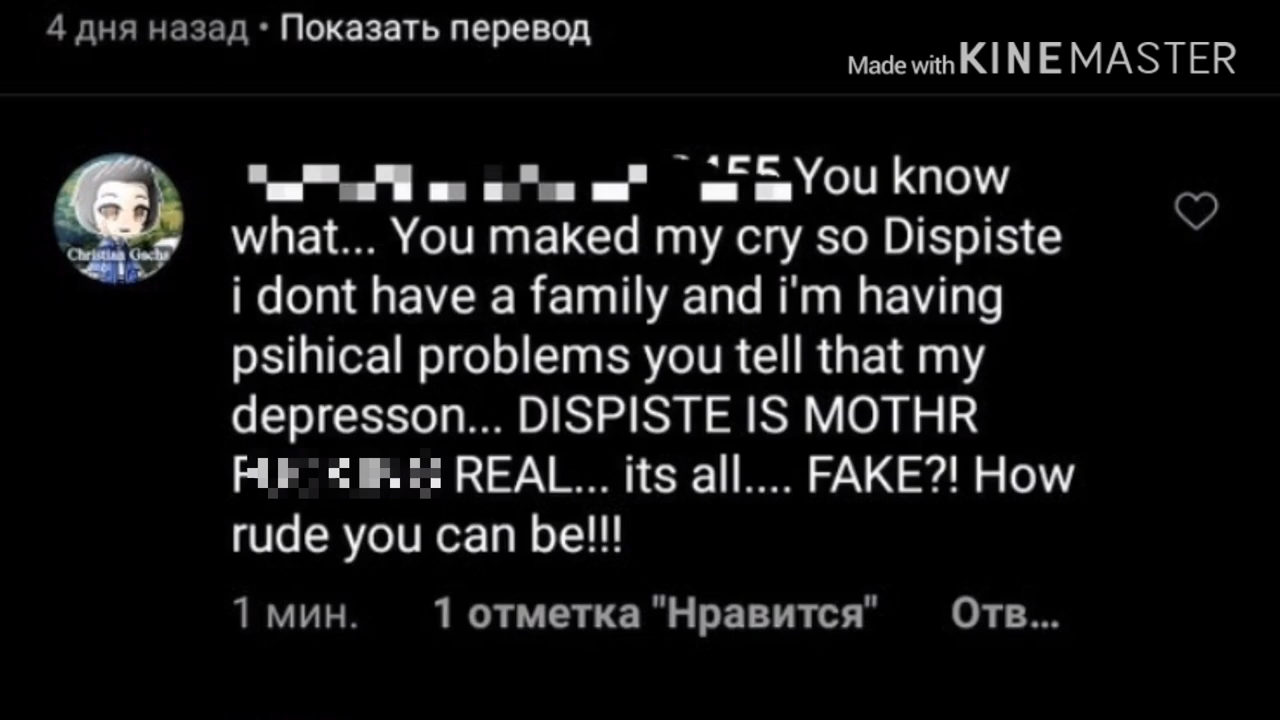 4 дня назад • Показать перевод
Made with KINEMASTER
You know
what... You maked my cry so Dispiste
i dont have a family and i'm having
psihical problems you tell that my
depresson... DISPISTE IS MOTHR
REAL... its all.... FAKE?! How
rude you can be!!!
Christian Gacha
1 мин. 1 отметка "Нравится" Отв...